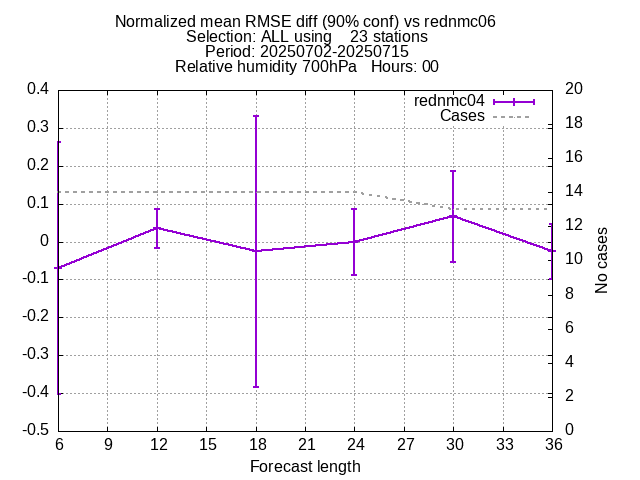 Normalized mean RMSE diff (90% conf) vs rednmc06
Selection: ALL using    23 stations
Period: 20250702-20250715
Relative humidity 700hPa   Hours: 00
rednmc04
Cases
0.4
0.3
0.2
0.1
0
-0.1
-0.2
-0.3
-0.4
-0.5
20
18
16
14
12
10
8
6
4
2
0
No cases
6 9 12 15 18 21 24 27 30 33 36
Forecast length